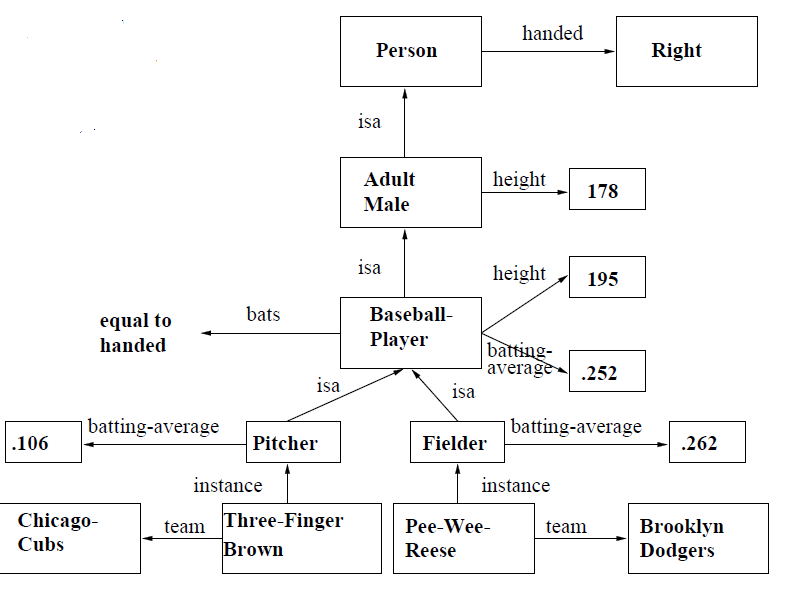 Person
handed
Right
isa
Adult
Male
height
178
isa
height
195
equal to
handed
bats
Baseball-
Player
batting-
average
.252
isa
isa
.106
batting-average
Pitcher
Fielder
batting-average
.262
instance
instance
Chicago-
Cubs
team
Three-Finger
Brown
Pee-Wee-
Reese
team
Brooklyn
Dodgers